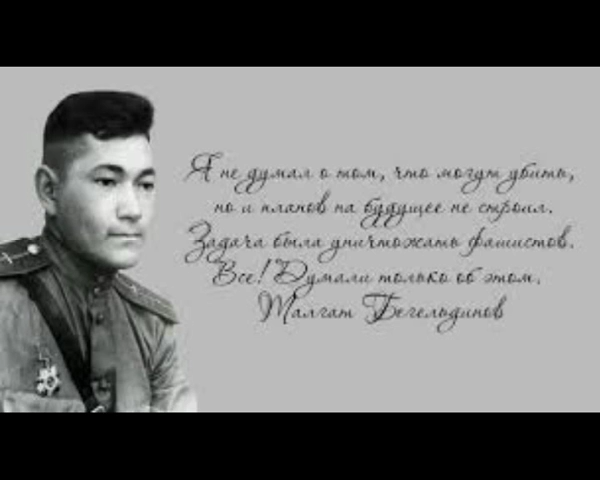 Я не думал о том, что могут убить,
но и планов на будущее не строил.
Задача была уничтожать фашистов.
Все! Думали только об этом.
Талгат Бегельдинов